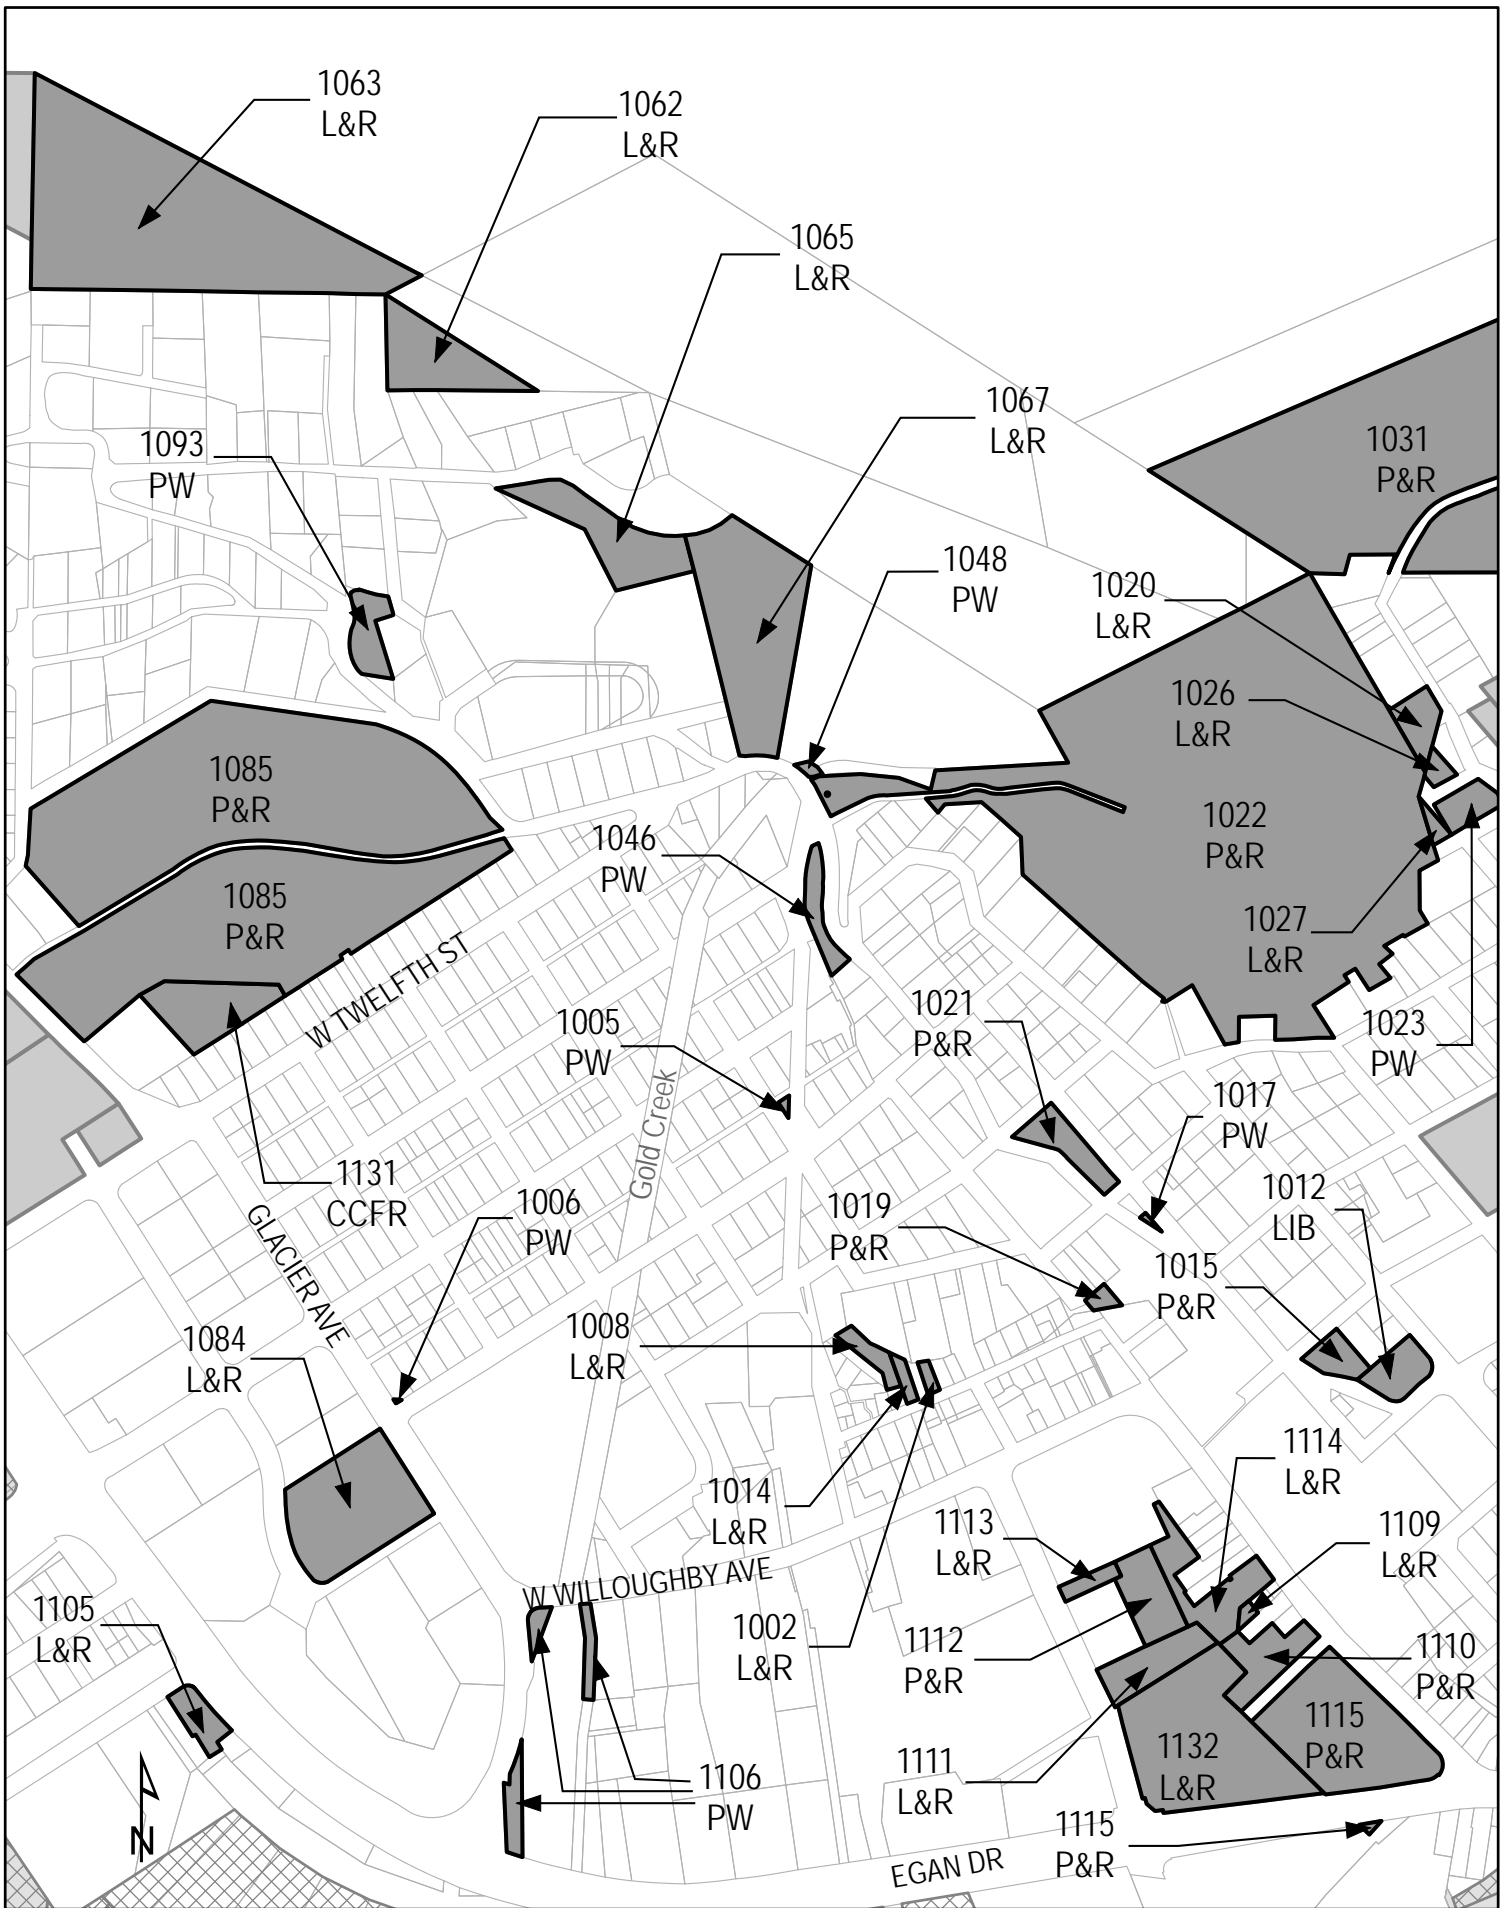 1063
L&R
1062
L&R
1065
L&R
1067
L&R
1031
P&R
1093
PW
1048
PW
1020
L&R
1026
L&R
1085
P&R
1022
P&R
1046
PW
1085
P&R
1027
L&R
W TWELFTH ST
1021
P&R
1005
PW
1023
PW
Gold Creek
1017
PW
1131
CCFR
1006
PW
1019
P&R
1012
LIB
GLACIER AVE
1015
P&R
1008
L&R
1084
L&R
1114
L&R
1014
L&R
1113
L&R
1109
L&R
W WILLOUGHBY AVE
1105
L&R
1002
L&R
1112
P&R
1110
P&R
1115
P&R
1132
L&R
1111
L&R
1106
PW
N
1115
P&R
EGAN DR